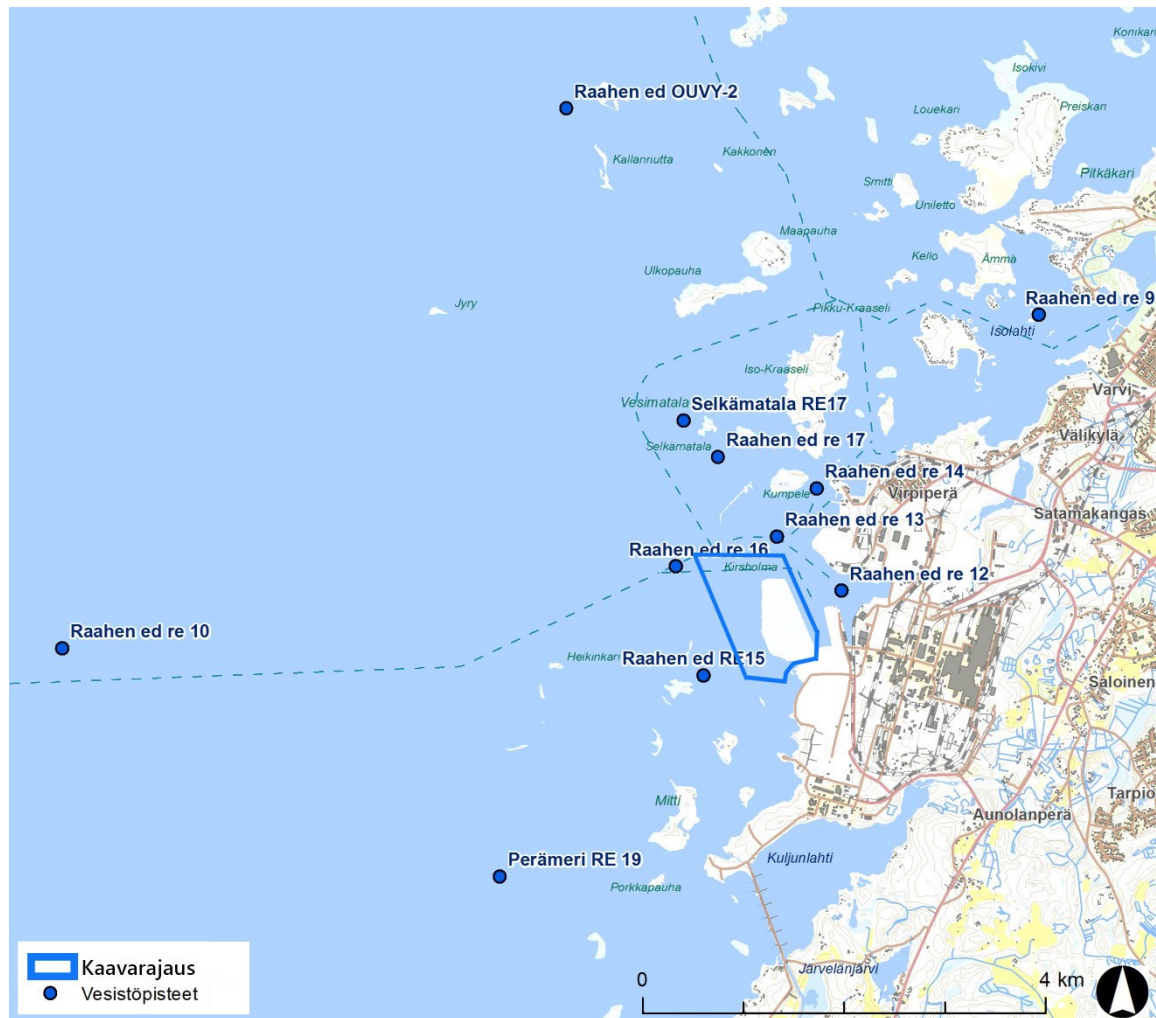 Konikari
Isokivi
Raahen ed OUVY-2
Louekari
Preiskari
Kallanriutta
Kakkonen
Pitkäkari
Smitti
Uniletto
Maapauha
Kello
Ämmä
Ulkopauha
Jyry
Raahen ed re 9
Pikku-Kraaseli
Isolahti
Iso-Kraaseli
Varvi
Vesimatala
Selkämatala RE17
Välikylä
Selkämatala
Raahen ed re 17
Raahen ed re 14
Kumpele
Virpiperä
Satamakangas
Raahen ed re 13
Raahen ed re 16
Kirsholma
Raahen ed re 12
Raahen ed re 10
Heikinkari
Raahen ed RE15
Saloinen
Mitti
Tarpio
Aunolanperä
Perämeri RE 19
Kuljunlahti
Porkkapauha
Kaavarajaus
Vesistöpisteet
Järvelänjärvi
0
4 km